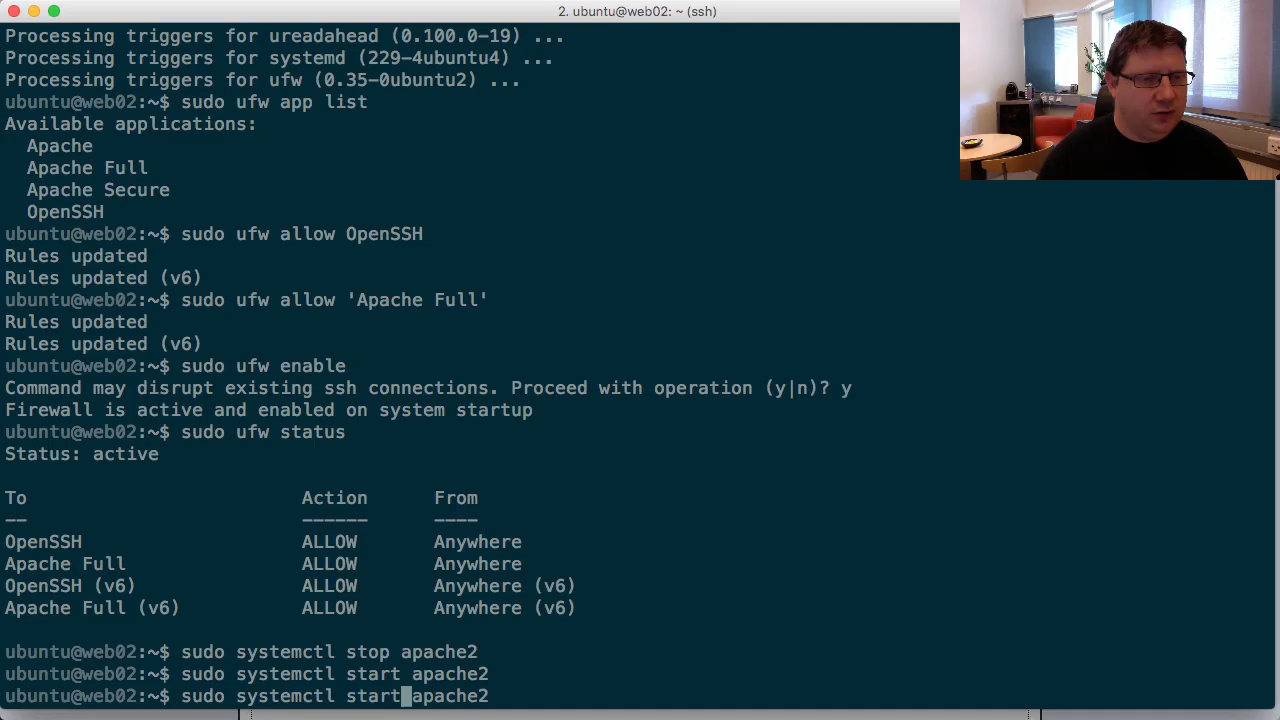 2. ubuntu@web02: ~ (ssh)
Processing triggers for ureadahead (0.100.0-19) ...
Processing triggers for systemd (229-4ubuntu4) ...
Processing triggers for ufw (0.35-0ubuntu2) ...
ubuntu@web02:~$ sudo ufw app list
Available applications:
  Apache
  Apache Full
  Apache Secure
  OpenSSH
ubuntu@web02:~$ sudo ufw allow OpenSSH
Rules updated
Rules updated (v6)
ubuntu@web02:~$ sudo ufw allow 'Apache Full'
Rules updated
Rules updated (v6)
ubuntu@web02:~$ sudo ufw enable
Command may disrupt existing ssh connections. Proceed with operation (y|n)? y
Firewall is active and enabled on system startup
ubuntu@web02:~$ sudo ufw status
Status: active
To                         Action      From
--                         ------      ----
OpenSSH                    ALLOW       Anywhere
Apache Full                ALLOW       Anywhere
OpenSSH (v6)               ALLOW       Anywhere (v6)
Apache Full (v6)           ALLOW       Anywhere (v6)
ubuntu@web02:~$ sudo systemctl stop apache2
ubuntu@web02:~$ sudo systemctl start apache2
ubuntu@web02:~$ sudo systemctl start apache2